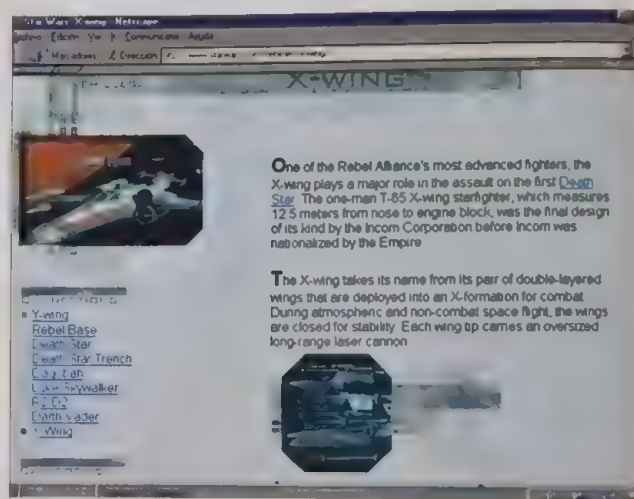 Star Wars X-wing Netscape
Edición Ver Ir Communicator Ayuda
Marcadores Dirección
X-WING
One of the Rebel Alliance's most advanced fighters, the
X-wing plays a major role in the assault on the first Death
Star The one-man T-65 X-wing starfighter, which measures
12.5 meters from nose to engine block, was the final design
of its kind by the Incom Corporation before Incom was
nationalized by the Empire
The X-wing takes its name from its pair of double-layered
wings that are deployed into an X-formation for combat
During atmospheric and non-combat space flight, the wings
are closed for stability. Each wing tip carries an oversized
long-range laser cannon
Y-wing
Rebel Base
Death Star
Death Star Trench
Dagobah
Luke Skywalker
R2-D2
Darth Vader
X-Wing